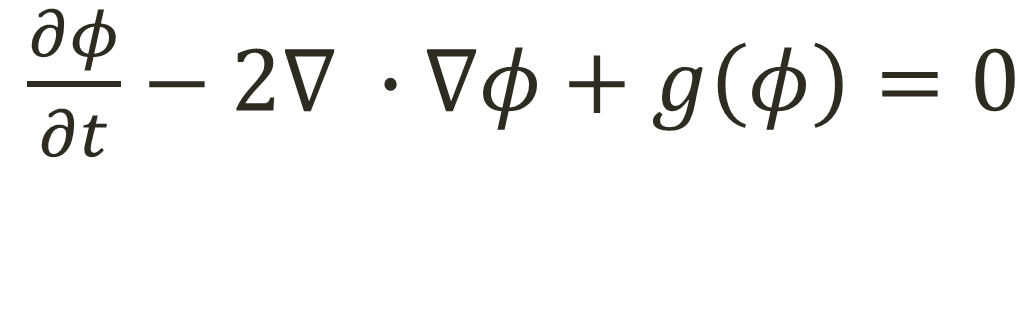 ∂ϕ/∂t − 2∇ · ∇ϕ + g(ϕ) = 0